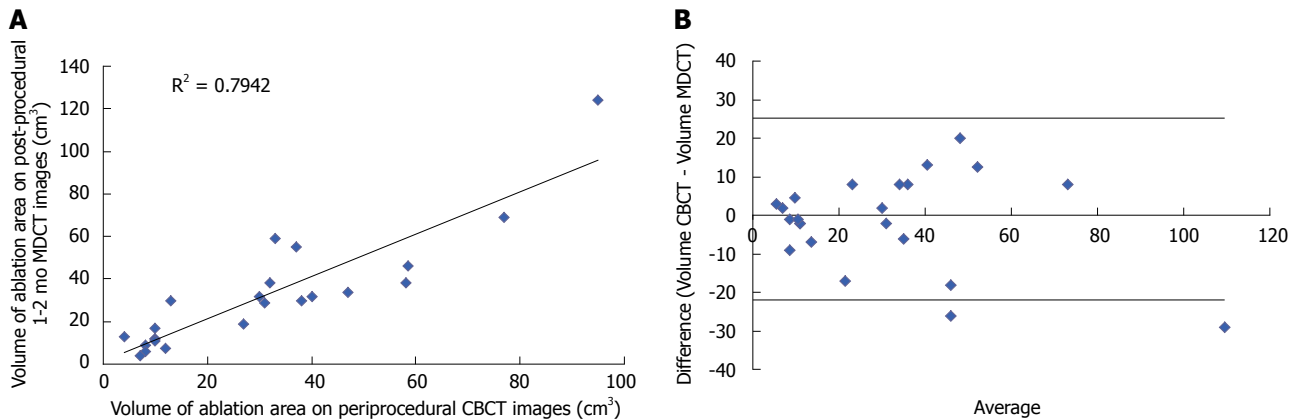 A
Volume of ablation area on post-procedural
1-2 mo MDCT images (cm³)
140
120
100
80
60
40
20
0
R² = 0.7942
0 20 40 60 80 100
Volume of ablation area on periprocedural CBCT images (cm³)
B
Difference (Volume CBCT - Volume MDCT)
40
30
20
10
0
-10
-20
-30
-40
0 20 40 60 80 100 120
Average